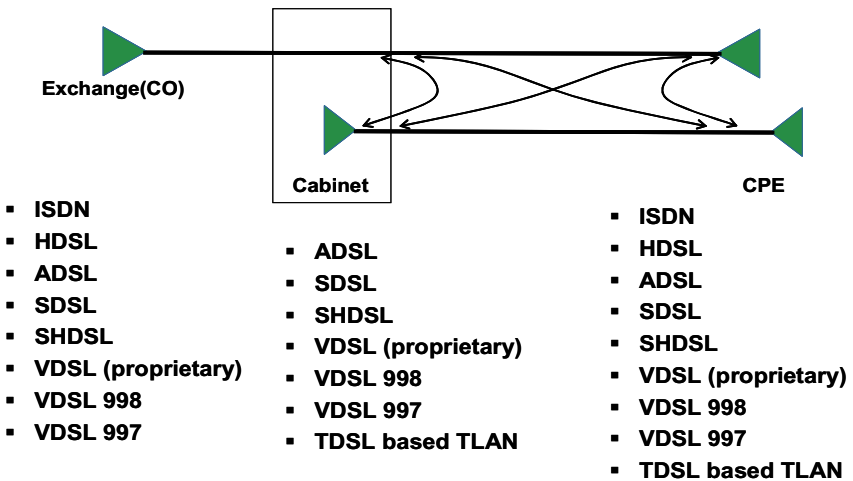 Exchange(CO)
Cabinet
CPE
▪ ISDN
▪ HDSL
▪ ADSL
▪ SDSL
▪ SHDSL
▪ VDSL (proprietary)
▪ VDSL 998
▪ VDSL 997
▪ ADSL
▪ SDSL
▪ SHDSL
▪ VDSL (proprietary)
▪ VDSL 998
▪ VDSL 997
▪ TDSL based TLAN
▪ ISDN
▪ HDSL
▪ ADSL
▪ SDSL
▪ SHDSL
▪ VDSL (proprietary)
▪ VDSL 998
▪ VDSL 997
▪ TDSL based TLAN